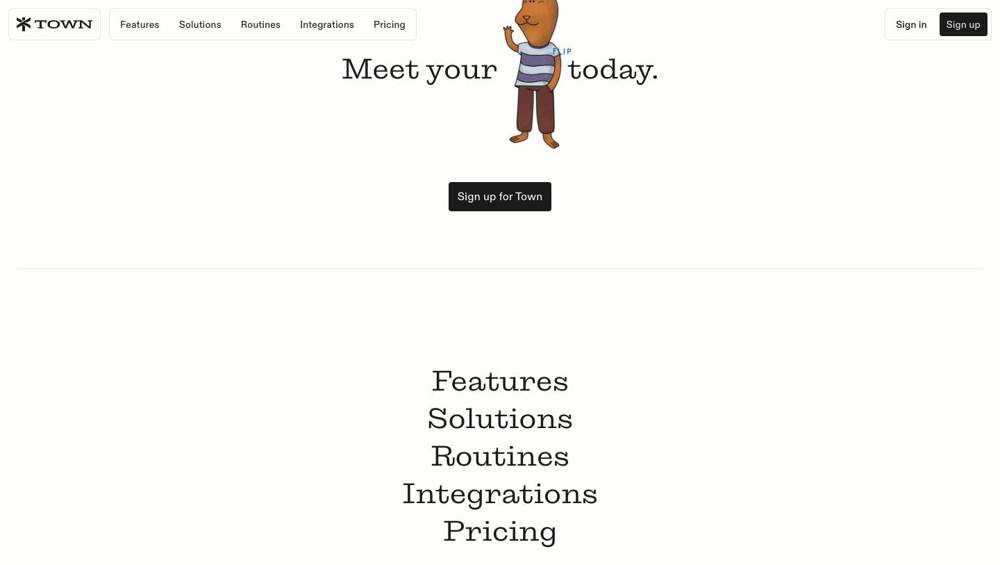 TOWN
Features
Solutions
Routines
Integrations
Pricing
Sign in
Sign up
FLIP
Meet your today.
Sign up for Town
Features
Solutions
Routines
Integrations
Pricing